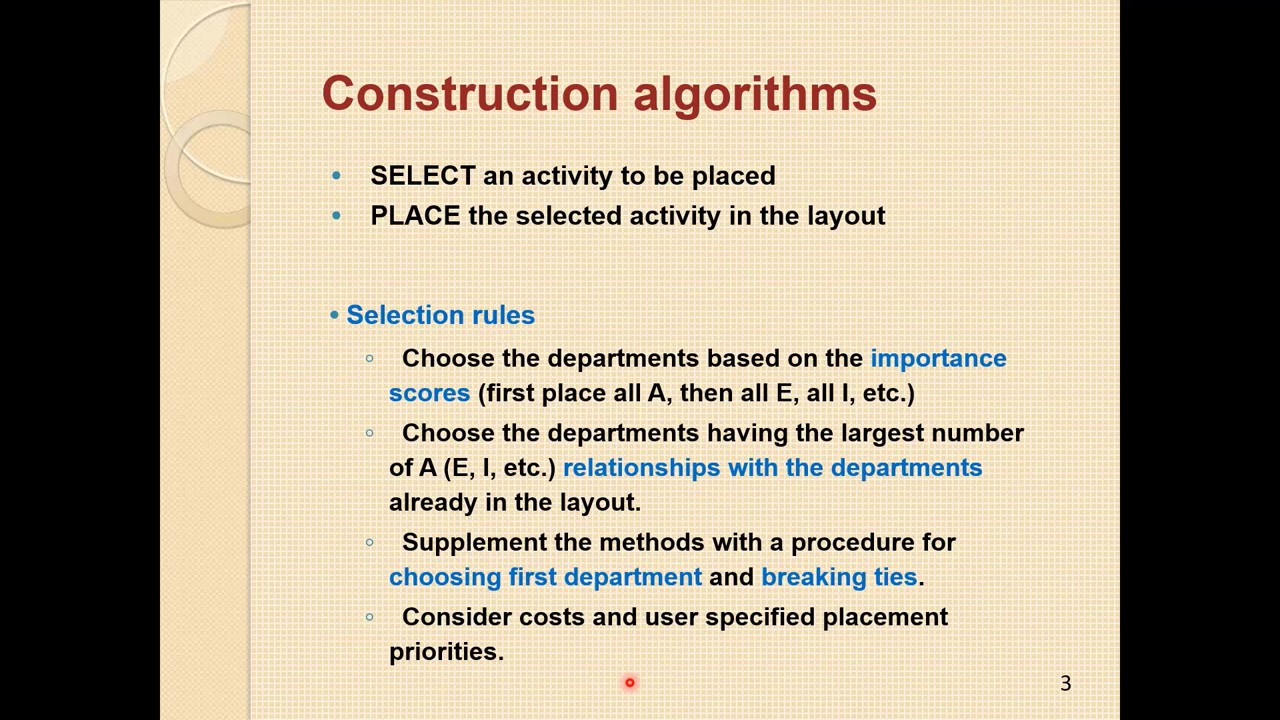 Construction algorithms
• SELECT an activity to be placed
• PLACE the selected activity in the layout
• Selection rules
◦ Choose the departments based on the importance
scores (first place all A, then all E, all I, etc.)
◦ Choose the departments having the largest number
of A (E, I, etc.) relationships with the departments
already in the layout.
◦ Supplement the methods with a procedure for
choosing first department and breaking ties.
◦ Consider costs and user specified placement
priorities.
3